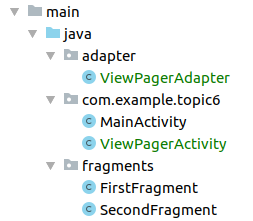 main
java
adapter
ViewPagerAdapter
com.example.topic6
MainActivity
ViewPagerActivity
fragments
FirstFragment
SecondFragment